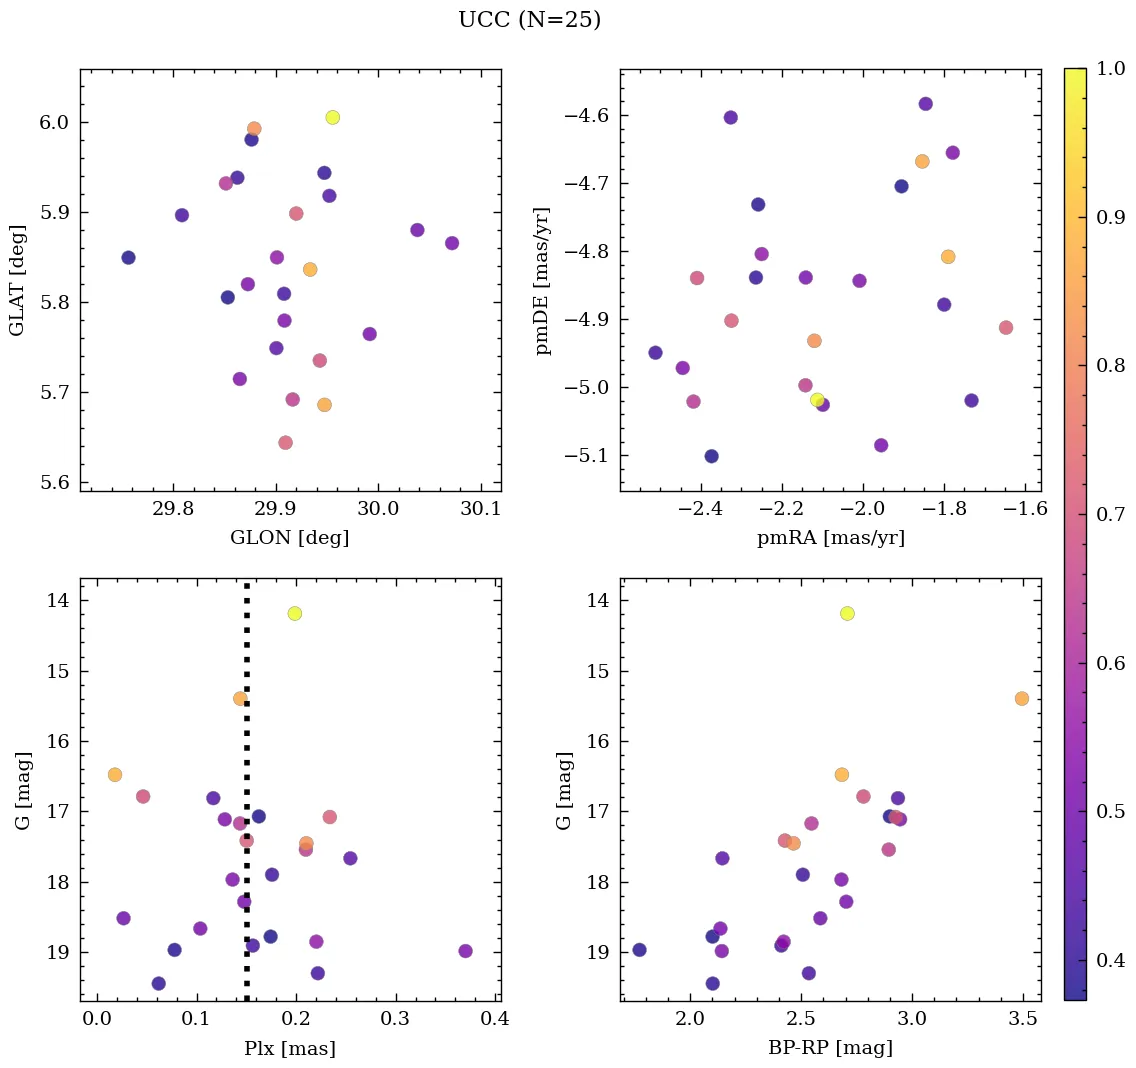 UCC (N=25)
6.0
5.9
5.8
5.7
5.6
GLAT [deg]
29.8 29.9 30.0 30.1
GLON [deg]
−4.6
−4.7
−4.8
−4.9
−5.0
−5.1
pmDE [mas/yr]
−2.4 −2.2 −2.0 −1.8 −1.6
pmRA [mas/yr]
14
15
16
17
18
19
G [mag]
0.0 0.1 0.2 0.3 0.4
Plx [mas]
14
15
16
17
18
19
G [mag]
2.0 2.5 3.0 3.5
BP-RP [mag]
1.0
0.9
0.8
0.7
0.6
0.5
0.4